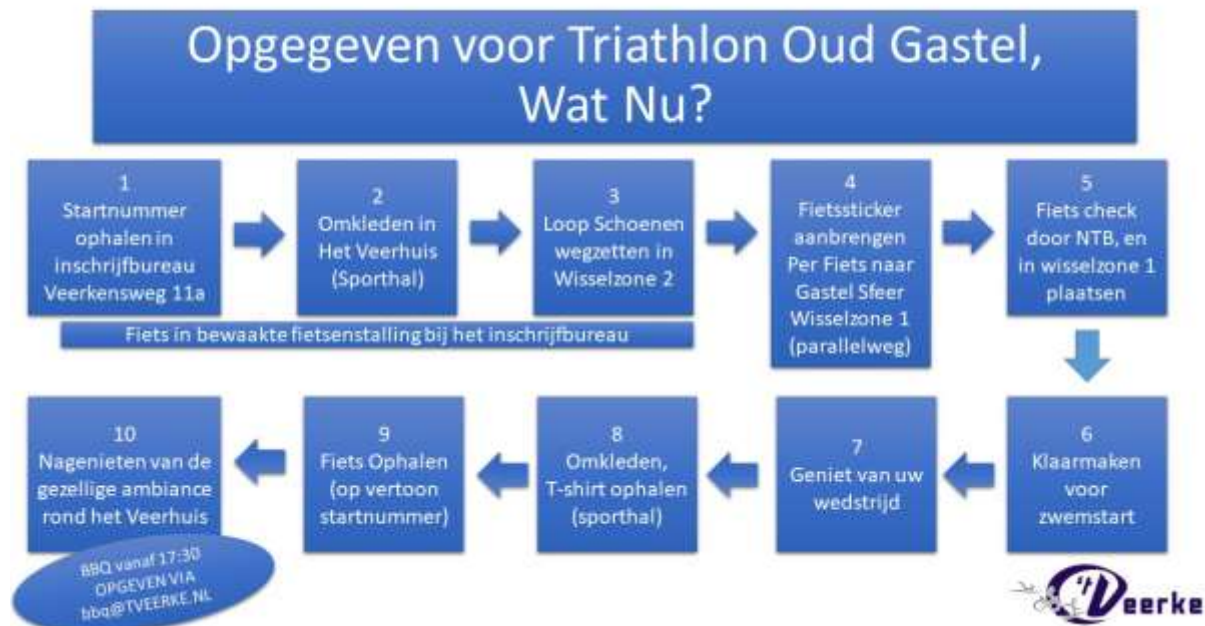 Opgegeven voor Triathlon Oud Gastel,
Wat Nu?
1
Startnummer
ophalen in
inschrijfbureau
Veerkensweg 11a
2
Omkleden in
Het Veerhuis
(Sporthal)
3
Loop Schoenen
wegzetten in
Wisselzone 2
4
Fietssticker
aanbrengen
Per Fiets naar
Gastel Sfeer
Wisselzone 1
(parallelweg)
5
Fiets check
door NTB, en
in wisselzone 1
plaatsen
Fiets in bewaakte fietsenstalling bij het inschrijfbureau
6
Klaarmaken
voor
zwemstart
7
Geniet van uw
wedstrijd
8
Omkleden,
T-shirt ophalen
(sporthal)
9
Fiets Ophalen
(op vertoon
startnummer)
10
Nagenieten van de
gezellige ambiance
rond het Veerhuis
BBQ vanaf 17:30
OPGEVEN VIA
bbq@TVEERKE.NL
't Veerke